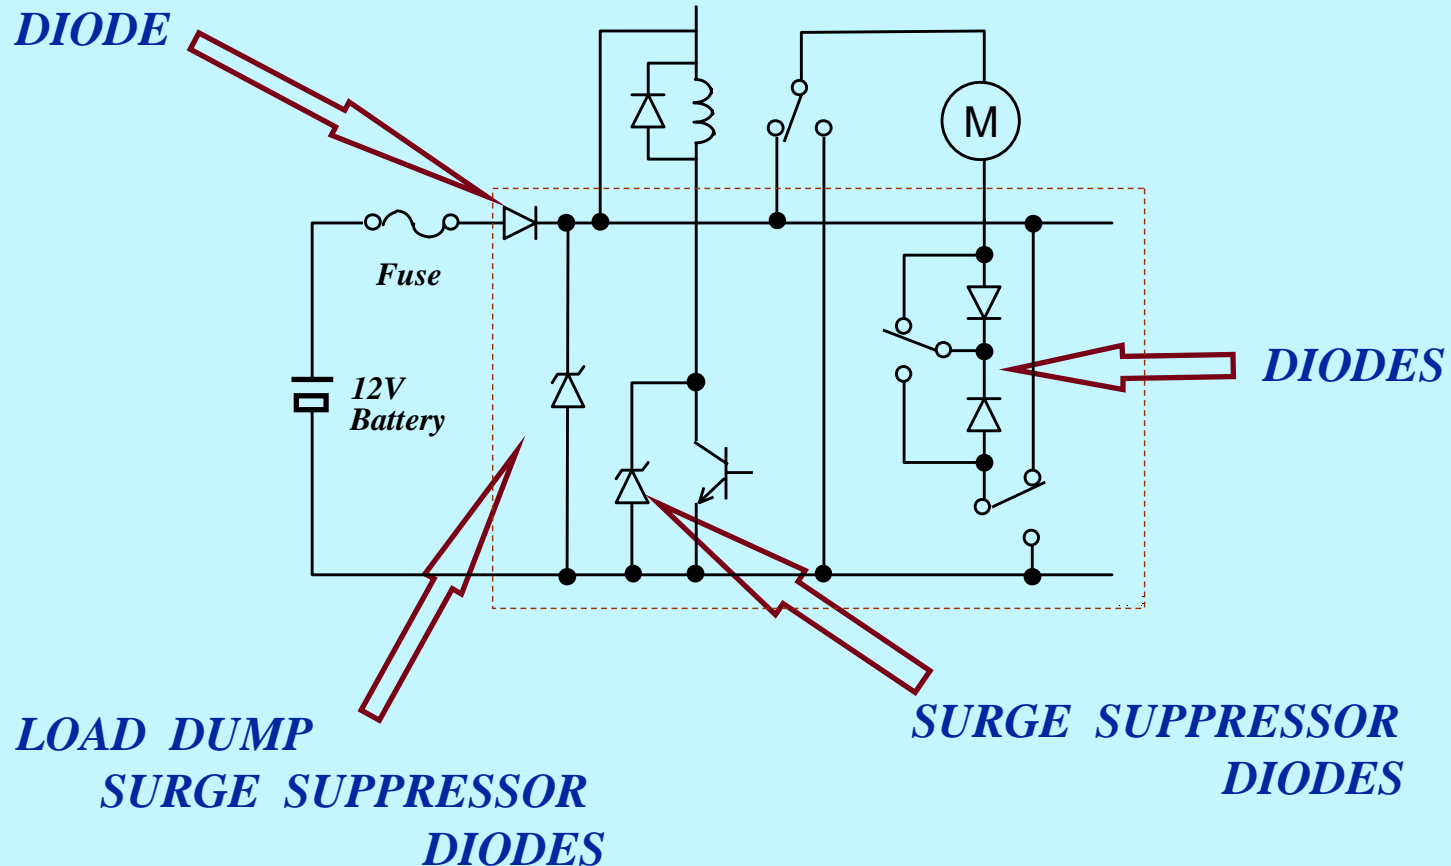 DIODE
M
Fuse
12V
Battery
DIODES
LOAD DUMP
SURGE SUPPRESSOR
DIODES
SURGE SUPPRESSOR
DIODES